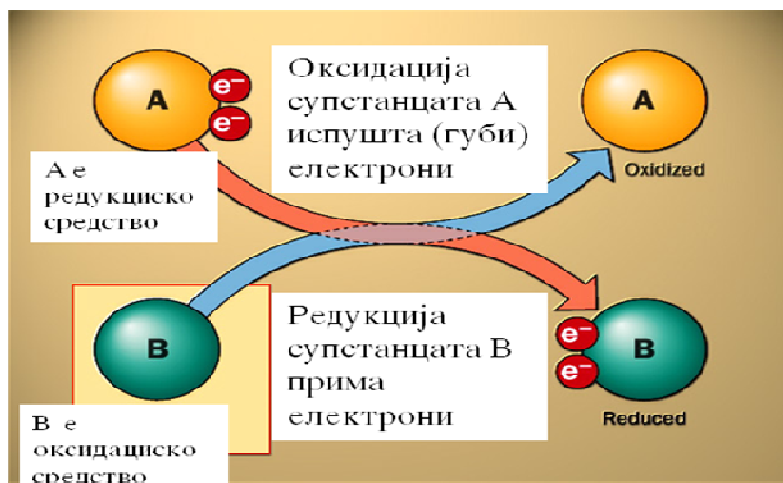 A
e⁻
e⁻
Оксидација
супстанцата А
испушта (губи)
електрони
A
Oxidized
А е
редукциско
средство
B
Редукција
супстанцата В
прима
електрони
e⁻
e⁻
B
Reduced
В е
оксидациско
средство